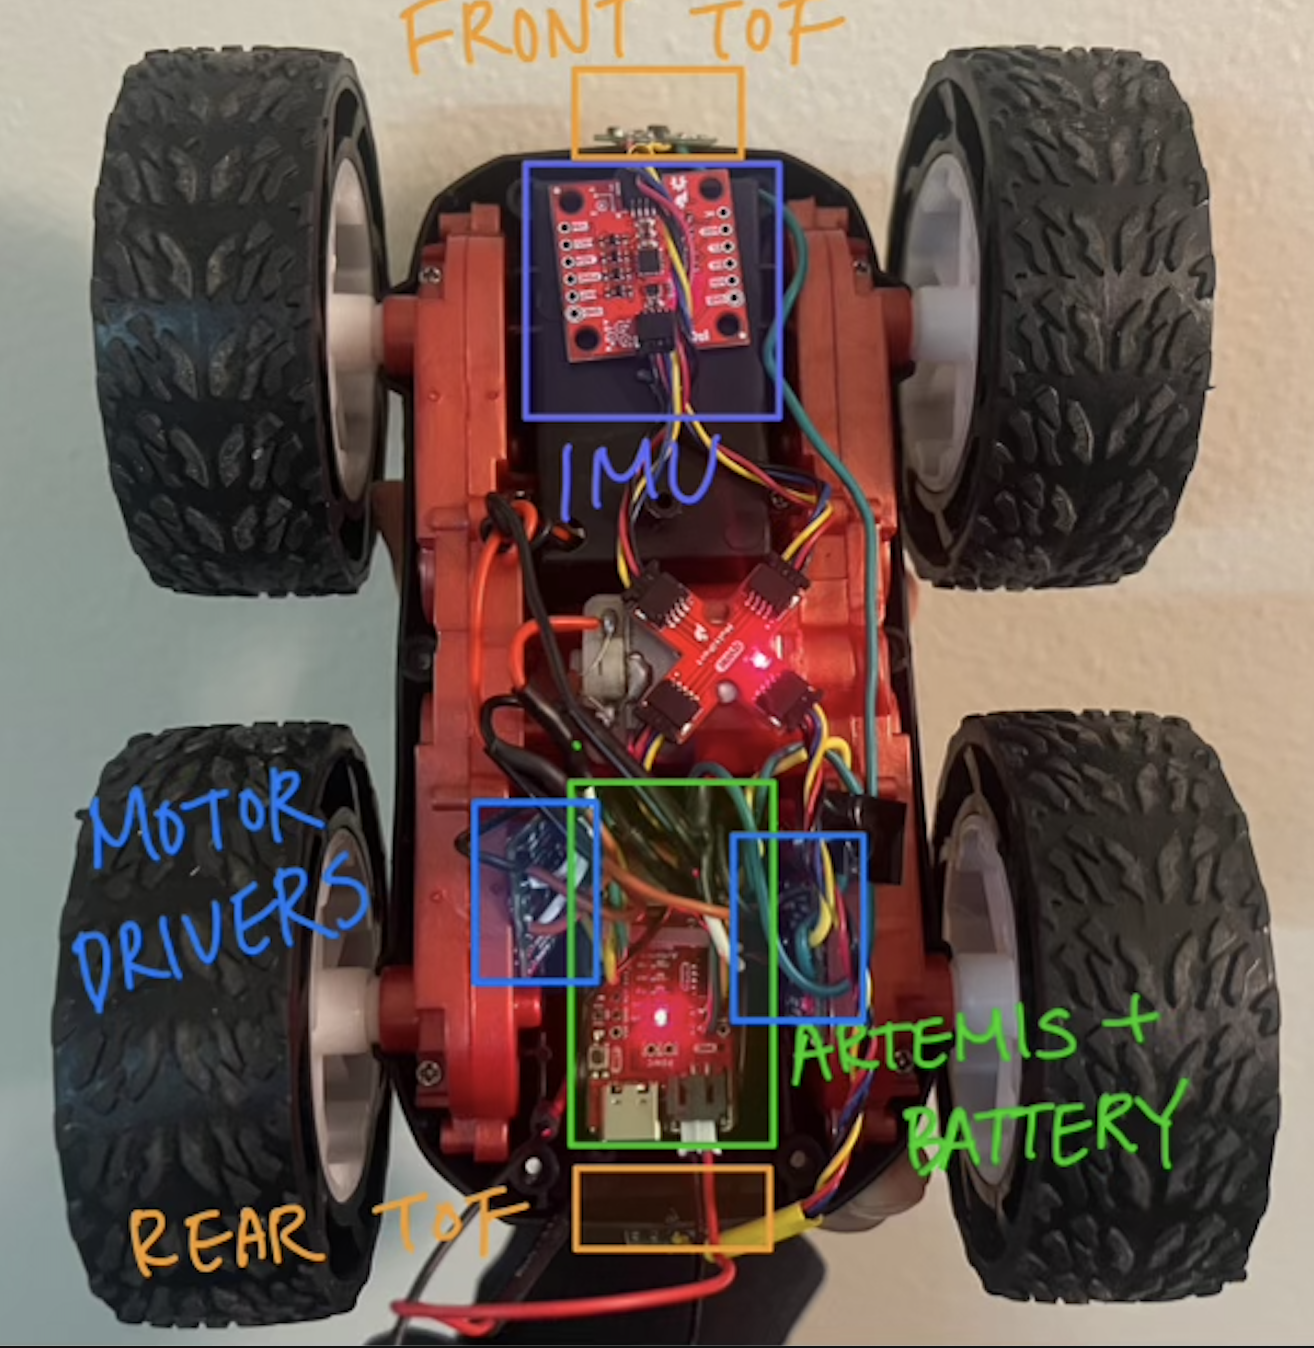 FRONT TOF
IMU
MOTOR
DRIVERS
ARTEMIS +
BATTERY
REAR TOF